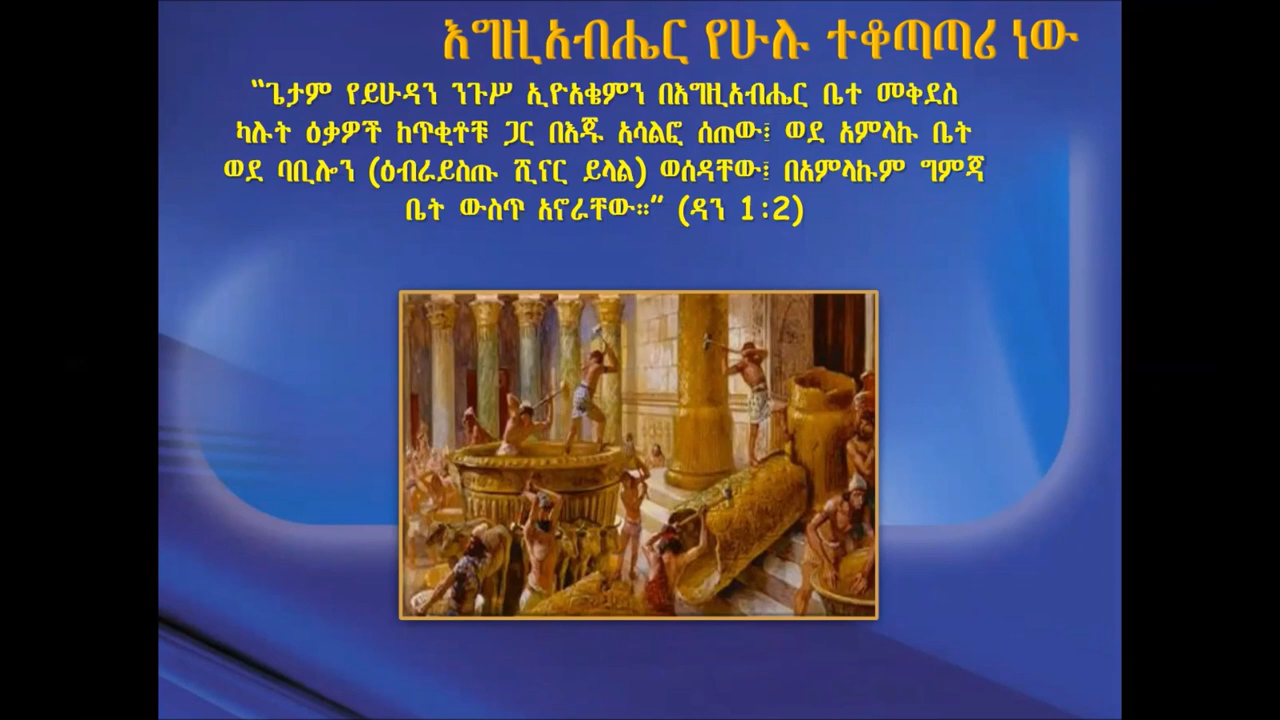 እግዚአብሔር የሁሉ ተቆጣጣሪ ነው
“ጌታም የይሁዳን ንጉሥ ኢዮአቄምን በእግዚአብሔር ቤተ መቅደስ
ካሉት ዕቃዎች ከጥቂቶቹ ጋር በእጁ አሳልፎ ሰጠው፤ ወደ አምላኩ ቤት
ወደ ባቢሎን (ዕብራይስጡ ሺናር ይላል) ወሰዳቸው፤ በአምላኩም ግምጃ
ቤት ውስጥ አኖራቸው።” (ዳን 1:2)